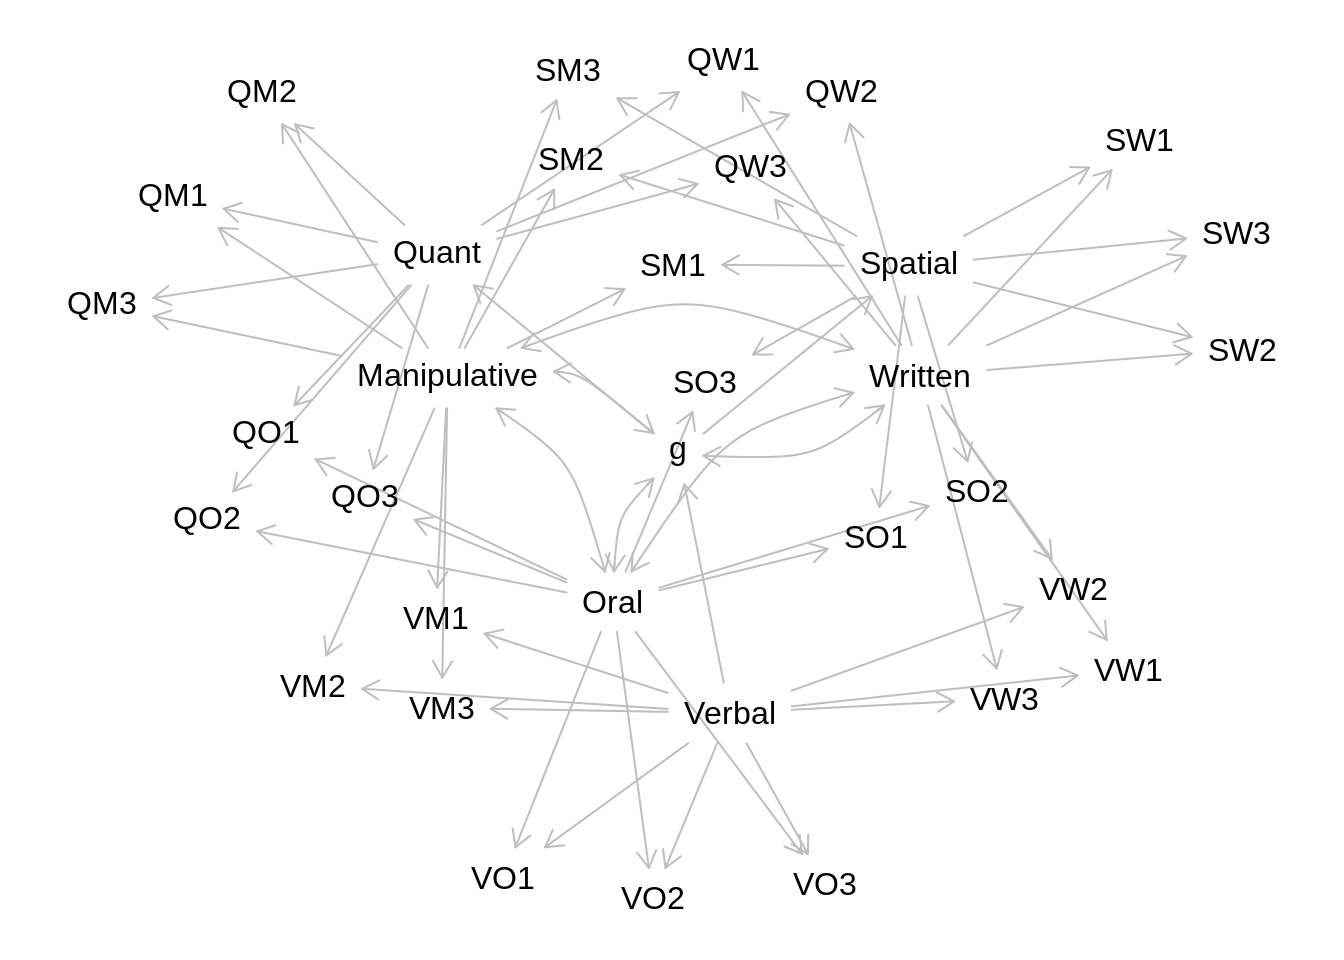 QW1
SM3
QM2
QW2
SW1
SM2
QW3
QM1
SW3
Quant
Spatial
SM1
QM3
SW2
Manipulative
Written
SO3
QO1
g
SO2
QO3
QO2
SO1
VW2
Oral
VM1
VW1
VM2
VW3
VM3
Verbal
VO1
VO3
VO2